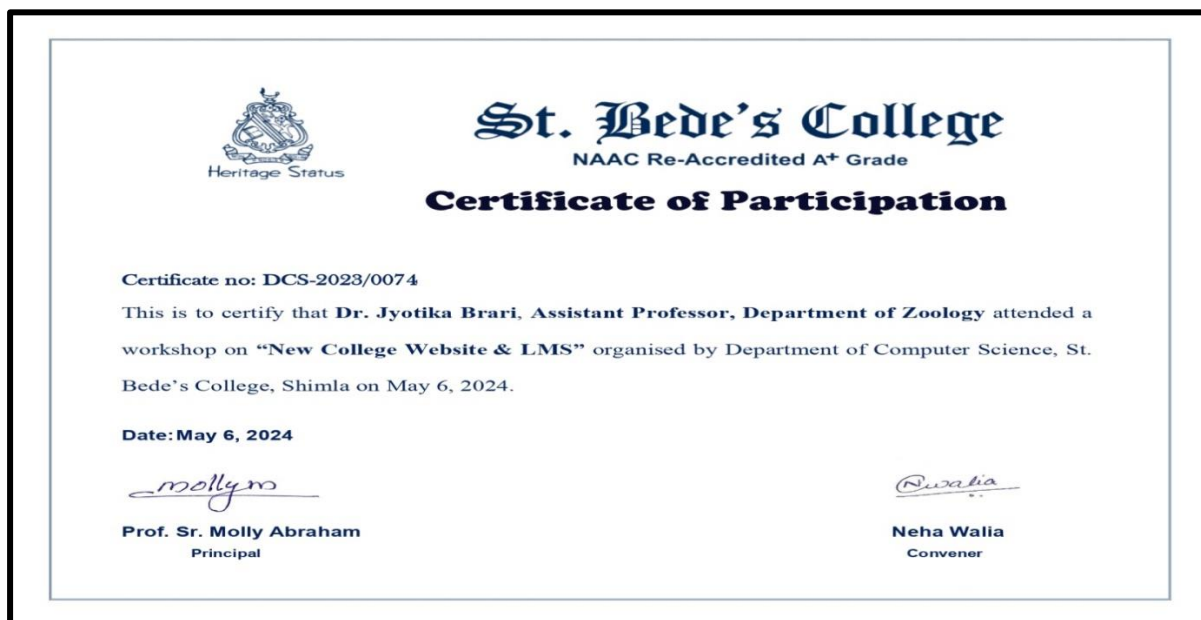 Heritage Status
St. Bede's College
NAAC Re-Accredited A+ Grade
Certificate of Participation
Certificate no: DCS-2023/0074
This is to certify that Dr. Jyotika Brari, Assistant Professor, Department of Zoology attended a
workshop on “New College Website & LMS” organised by Department of Computer Science, St.
Bede’s College, Shimla on May 6, 2024.
Date: May 6, 2024
mollym
Nwalia
Prof. Sr. Molly Abraham
Neha Walia
Principal
Convener